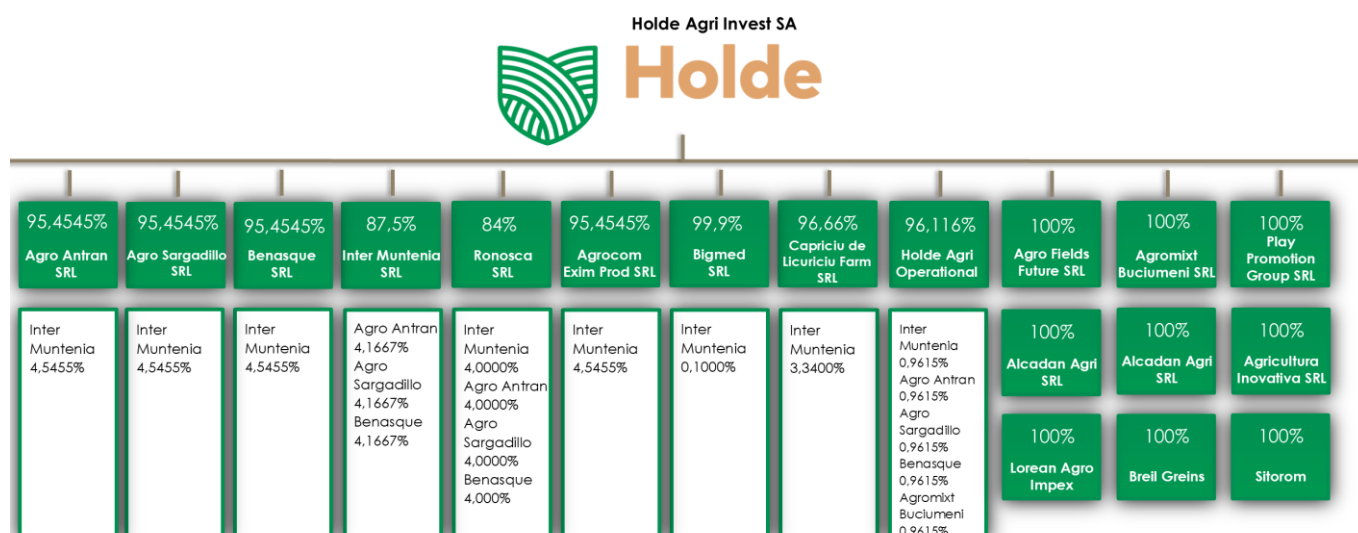 Holde Agri Invest SA
Holde
95,4545%
Agro Antran
SRL
95,4545%
Agro Sargadillo
SRL
95,4545%
Benasque
SRL
87,5%
Inter Muntenia
SRL
84%
Ronosca
SRL
95,4545%
Agrocom
Exim Prod SRL
99,9%
Bigmed
SRL
96,66%
Capriciu de
Licuriciu Farm
SRL
96,116%
Holde Agri
Operational
100%
Agro Fields
Future SRL
100%
Agromixt
Buciumeni SRL
100%
Play
Promotion
Group SRL
Inter
Muntenia
4,5455%
Inter
Muntenia
4,5455%
Inter
Muntenia
4,5455%
Agro Antran
4,1667%
Agro
Sargadillo
4,1667%
Benasque
4,1667%
Inter
Muntenia
4,0000%
Agro Antran
4,0000%
Agro
Sargadillo
4,0000%
Benasque
4,000%
Inter
Muntenia
4,5455%
Inter
Muntenia
0,1000%
Inter
Muntenia
3,3400%
Inter
Muntenia
0,9615%
Agro Antran
0,9615%
Agro
Sargadillo
0,9615%
Benasque
0,9615%
Agromixt
Buciumeni
0,9615%
100%
Alcadan Agri
SRL
100%
Alcadan Agri
SRL
100%
Agricultura
Inovativa SRL
100%
Lorean Agro
Impex
100%
Breil Greins
100%
Sitorom